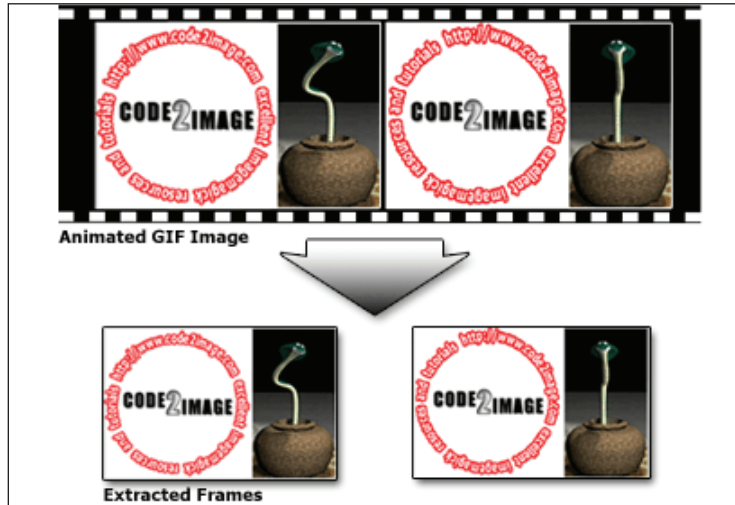 http://www.code2image.com excellent imagemagick resources and tutorials
CODE2IMAGE
http://www.code2image.com excellent imagemagick resources and tutorials
CODE2IMAGE
Animated GIF Image
http://www.code2image.com excellent imagemagick resources and tutorials
CODE2IMAGE
http://www.code2image.com excellent imagemagick resources and tutorials
CODE2IMAGE
Extracted Frames